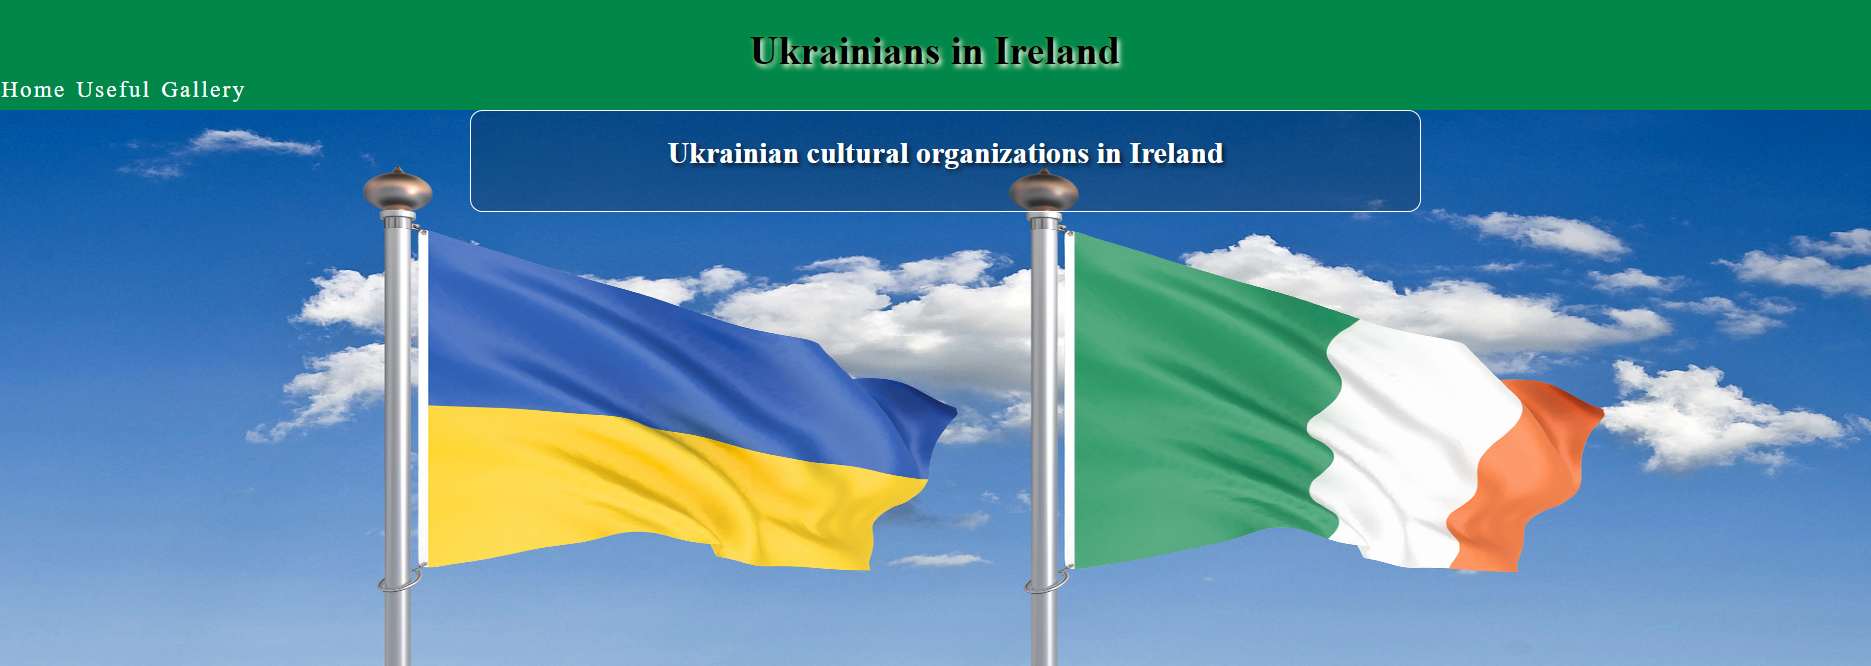 Ukrainians in Ireland
Home Useful Gallery
Ukrainian cultural organizations in Ireland